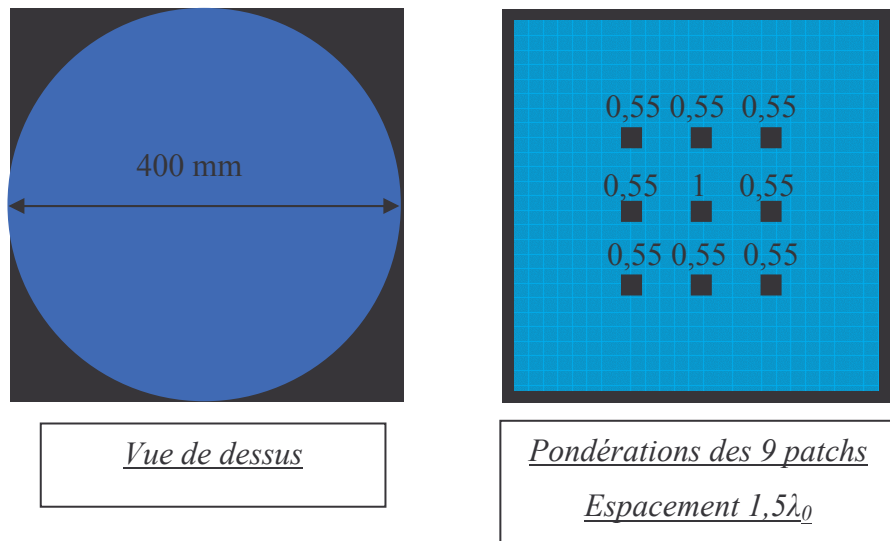 400 mm
Vue de dessus
0,55 0,55 0,55
0,55 1 0,55
0,55 0,55 0,55
Pondérations des 9 patchs
Espacement 1,5λ0